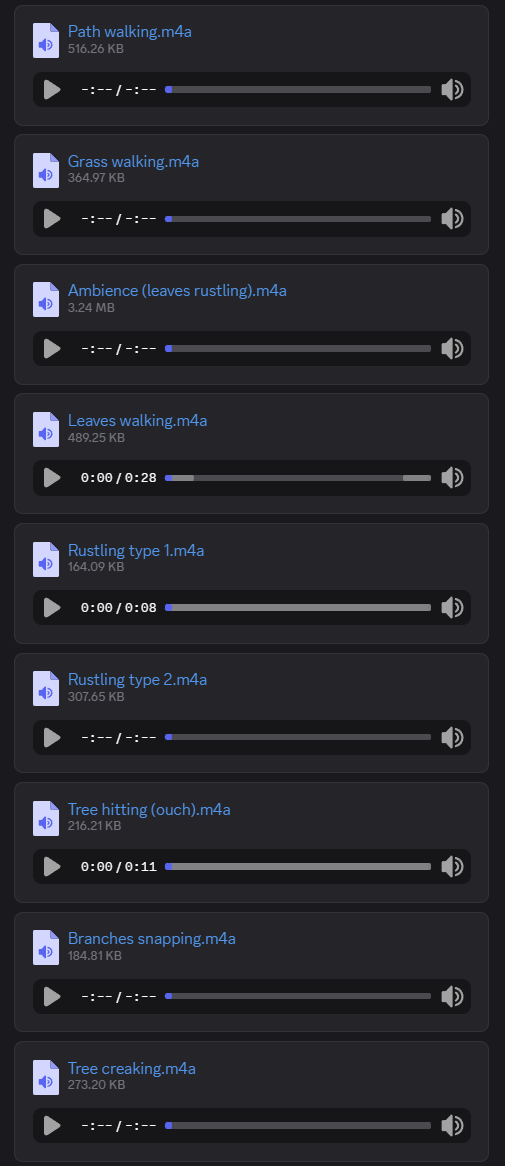 Path walking.m4a
516.26 KB
-:-- / -:--
Grass walking.m4a
364.97 KB
-:-- / -:--
Ambience (leaves rustling).m4a
3.24 MB
-:-- / -:--
Leaves walking.m4a
489.25 KB
0:00 / 0:28
Rustling type 1.m4a
164.09 KB
0:00 / 0:08
Rustling type 2.m4a
307.65 KB
-:-- / -:--
Tree hitting (ouch).m4a
216.21 KB
0:00 / 0:11
Branches snapping.m4a
184.81 KB
-:-- / -:--
Tree creaking.m4a
273.20 KB
-:-- / -:--